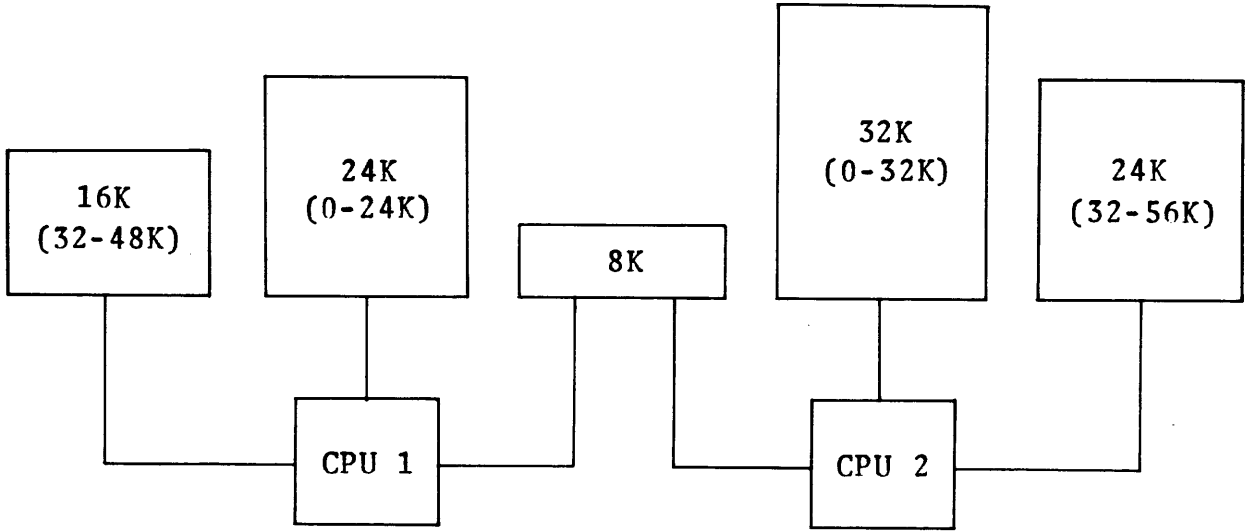 16K
(32-48K)
24K
(0-24K)
8K
32K
(0-32K)
24K
(32-56K)
CPU 1
CPU 2